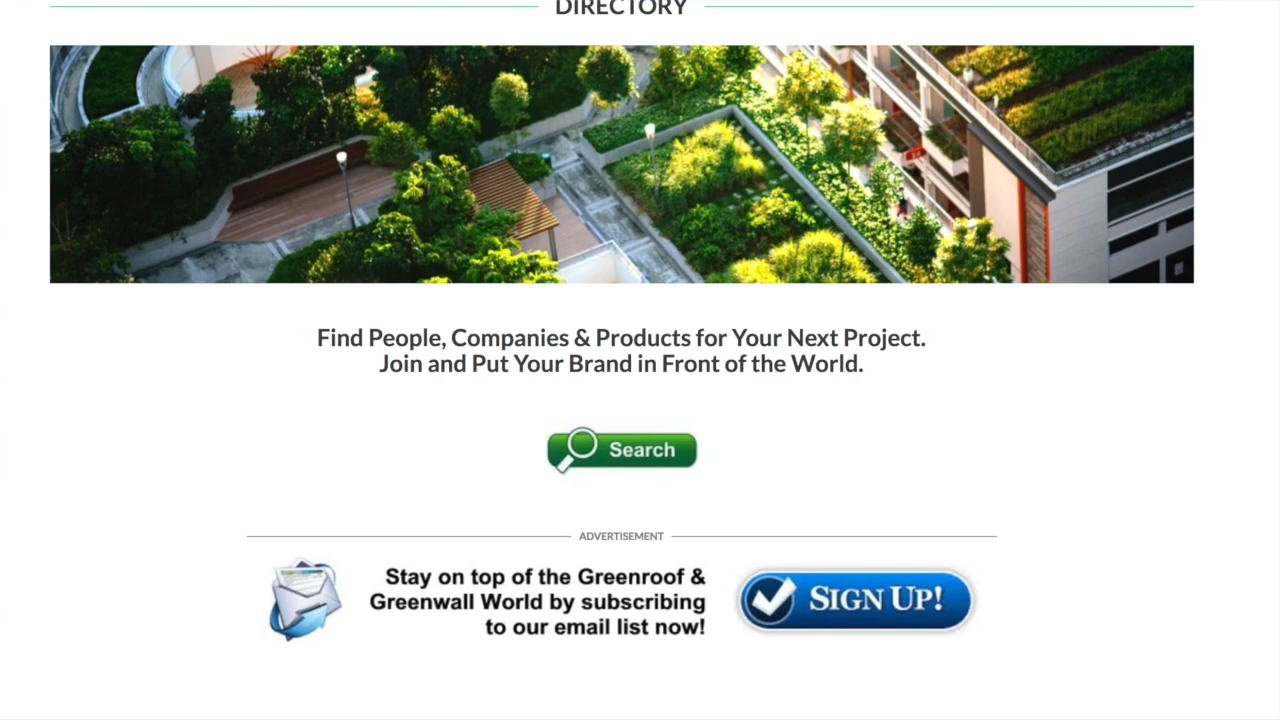 DIRECTORY
Find People, Companies & Products for Your Next Project.
Join and Put Your Brand in Front of the World.
Search
ADVERTISEMENT
Stay on top of the Greenroof &
Greenwall World by subscribing
to our email list now!
SIGN UP!